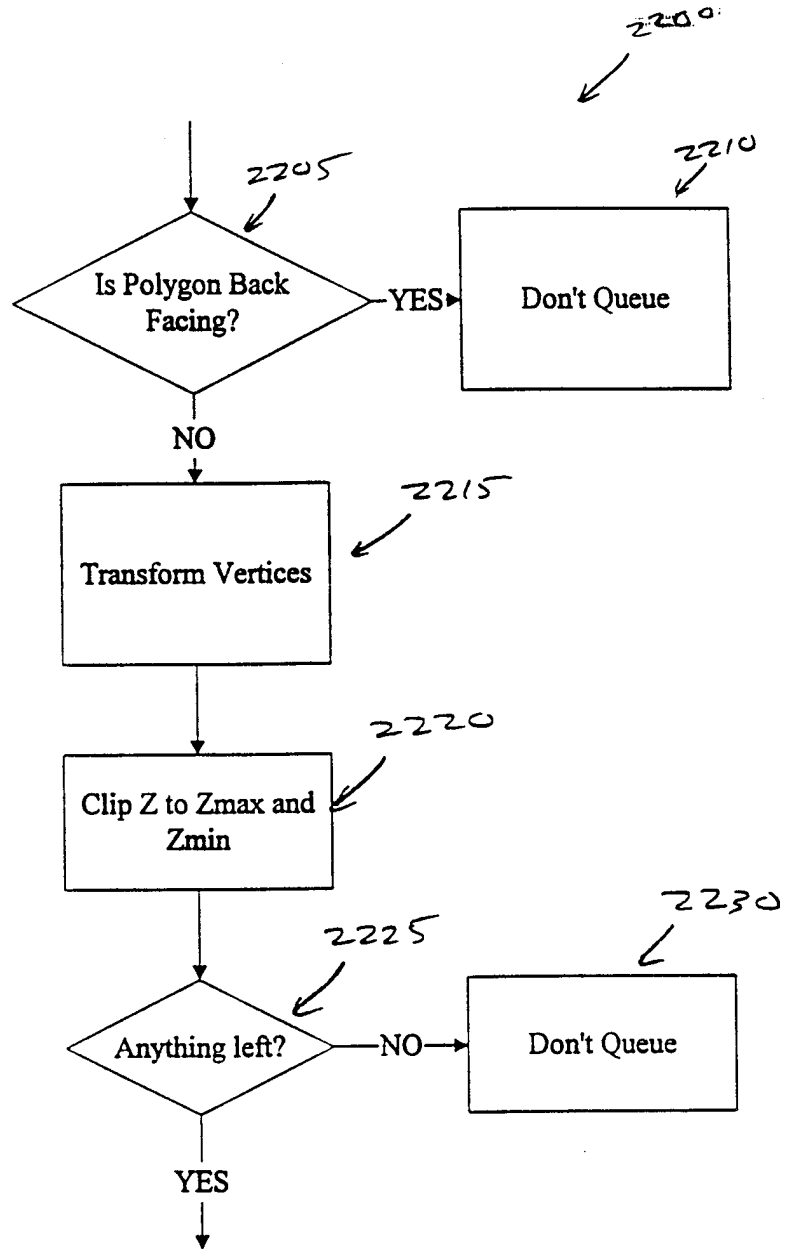 2200
2205
2210
Is Polygon Back
Facing?
YES
Don't Queue
NO
2215
Transform Vertices
2220
Clip Z to Zmax and
Zmin
2225
2230
Anything left?
NO
Don't Queue
YES